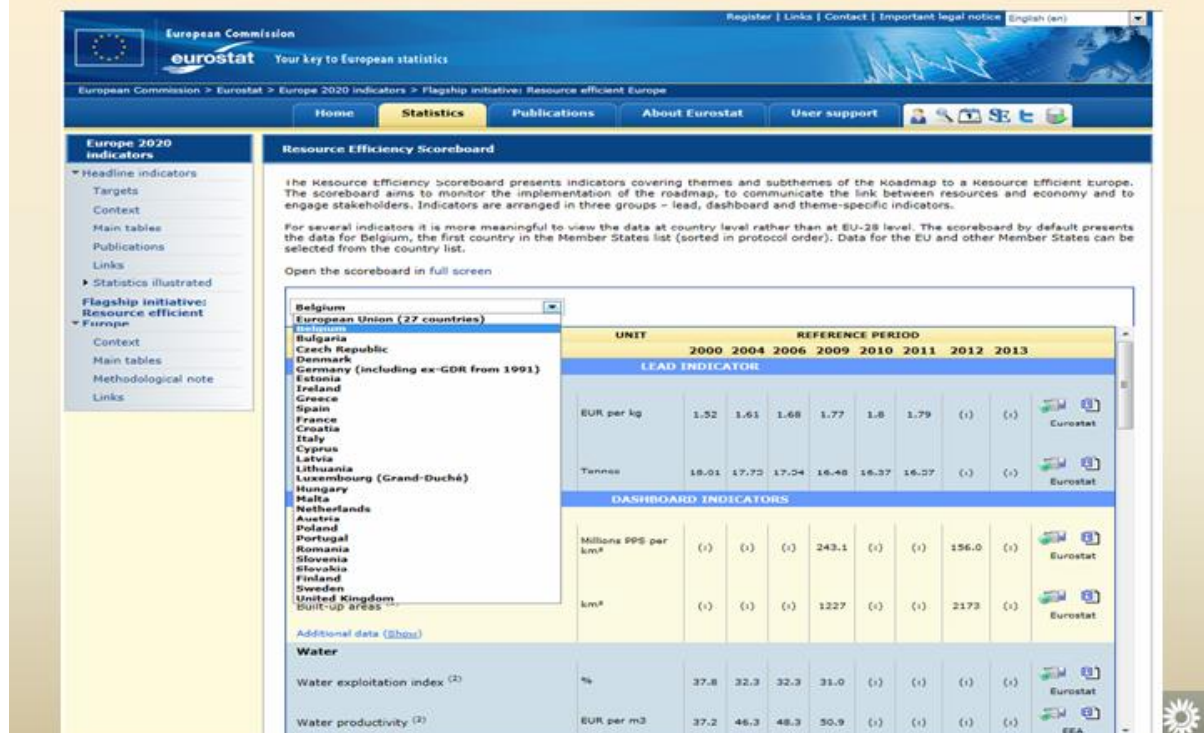 Register | Links | Contact | Important legal notice English (en)
European Commission
eurostat Your key to European statistics
European Commission > Eurostat > Europe 2020 indicators > Flagship initiative: Resource efficient Europe
Home Statistics Publications About Eurostat User support
Europe 2020
indicators
Headline indicators
Targets
Context
Main tables
Publications
Links
Statistics illustrated
Flagship initiative:
Resource efficient
Europe
Context
Main tables
Methodological note
Links
Resource Efficiency Scoreboard
The Resource Efficiency Scoreboard presents indicators covering themes and subthemes of the Roadmap to a Resource Efficient Europe.
The scoreboard aims to monitor the implementation of the roadmap, to communicate the link between resources and economy and to
engage stakeholders. Indicators are arranged in three groups – lead, dashboard and theme-specific indicators.
For several indicators it is more meaningful to view the data at country level rather than at EU-28 level. The scoreboard by default presents
the data for Belgium, the first country in the Member States list (sorted in protocol order). Data for the EU and other Member States can be
selected from the country list.
Open the scoreboard in full screen
Belgium
European Union (27 countries)
Belgium
Bulgaria
Czech Republic
Denmark
Germany (including ex-GDR from 1991)
Estonia
Ireland
Greece
Spain
France
Croatia
Italy
Cyprus
Latvia
Lithuania
Luxembourg (Grand-Duché)
Hungary
Malta
Netherlands
Austria
Poland
Portugal
Romania
Slovenia
Slovakia
Finland
Sweden
United Kingdom
UNIT REFERENCE PERIOD
2000 2004 2006 2009 2010 2011 2012 2013
LEAD INDICATOR
EUR per kg 1.52 1.61 1.68 1.77 1.8 1.79 (:) (:)
Eurostat
Tonnes 18.01 17.73 17.54 16.48 16.37 16.37 (:) (:)
Eurostat
DASHBOARD INDICATORS
Millions PPS per
km² (:) (:) (:) 243.1 (:) (:) 156.0 (:)
Eurostat
Built-up areas km² (:) (:) (:) 1227 (:) (:) 2173 (:)
Eurostat
Additional data (Show)
Water
Water exploitation index (2) % 37.8 32.3 32.3 31.0 (:) (:) (:) (:)
Eurostat
Water productivity (2) EUR per m3 37.2 46.3 48.3 50.9 (:) (:) (:) (:)
EEA